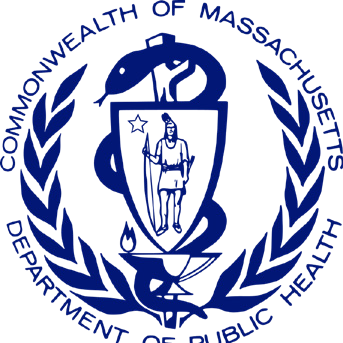 COMMONWEALTH OF MASSACHUSETTS
DEPARTMENT OF PUBLIC HEALTH